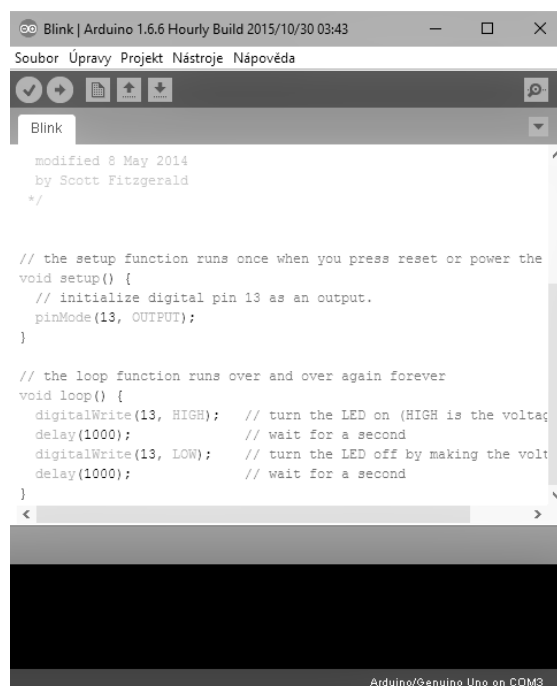 Blink | Arduino 1.6.6 Hourly Build 2015/10/30 03:43
Soubor Úpravy Projekt Nástroje Nápověda
Blink
modified 8 May 2014
by Scott Fitzgerald
*/
// the setup function runs once when you press reset or power the
void setup() {
// initialize digital pin 13 as an output.
pinMode(13, OUTPUT);
}
// the loop function runs over and over again forever
void loop() {
digitalWrite(13, HIGH);   // turn the LED on (HIGH is the voltag
delay(1000);              // wait for a second
digitalWrite(13, LOW);    // turn the LED off by making the volt
delay(1000);              // wait for a second
}
Arduino/Genuino Uno on COM3